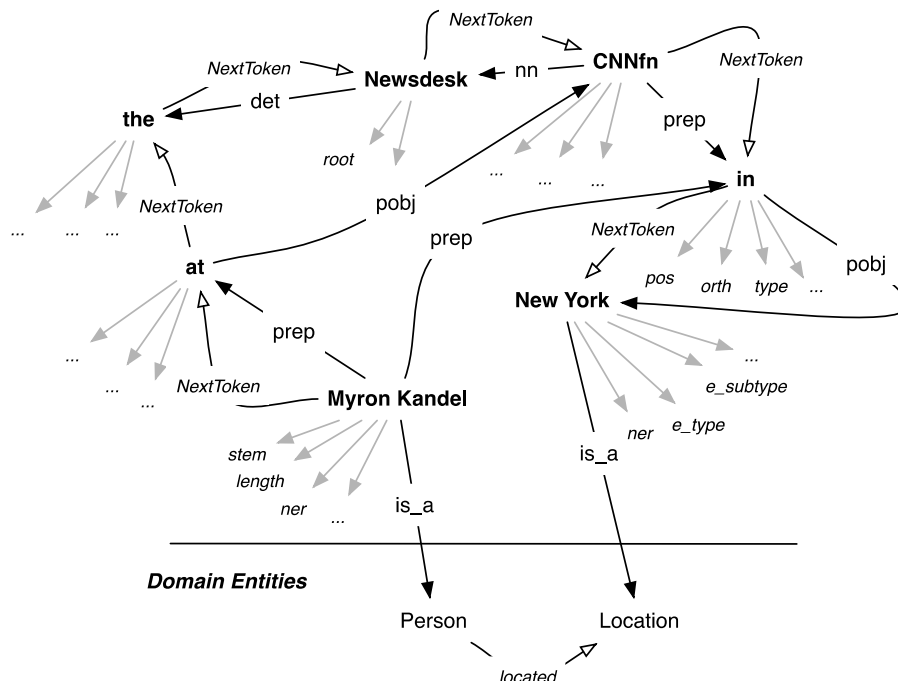 NextToken
NextToken
CNNfn
NextToken
Newsdesk
nn
det
the
prep
root
...
...
...
in
NextToken
pobj
...
...
...
prep
NextToken
at
pobj
pos
orth
type
...
New York
prep
...
...
...
NextToken
...
e_subtype
Myron Kandel
e_type
ner
stem
is_a
length
ner
...
is_a
Domain Entities
Person
Location
located